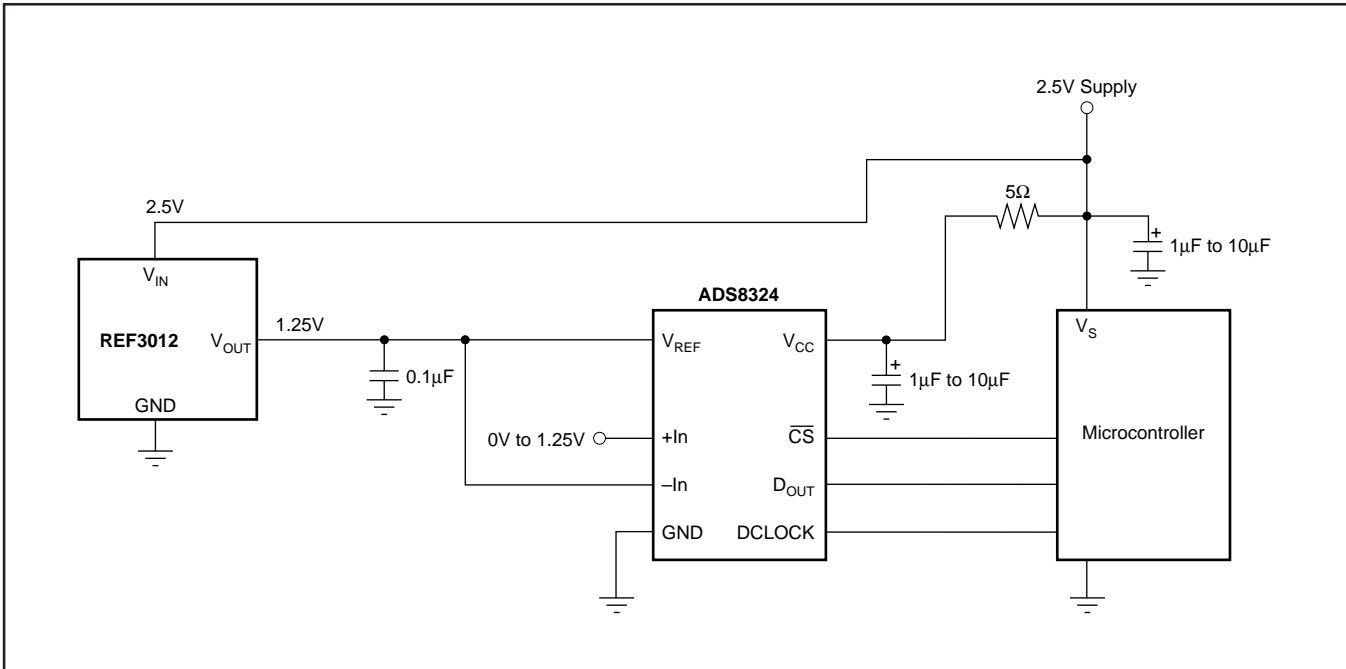 2.5V Supply
2.5V
5Ω
+
1μF to 10μF
V_IN
REF3012
V_OUT
GND
1.25V
0.1μF
0V to 1.25V
ADS8324
V_REF
V_CC
+In
C̅S̅
–In
D_OUT
GND
DCLOCK
+
1μF to 10μF
V_S
Microcontroller